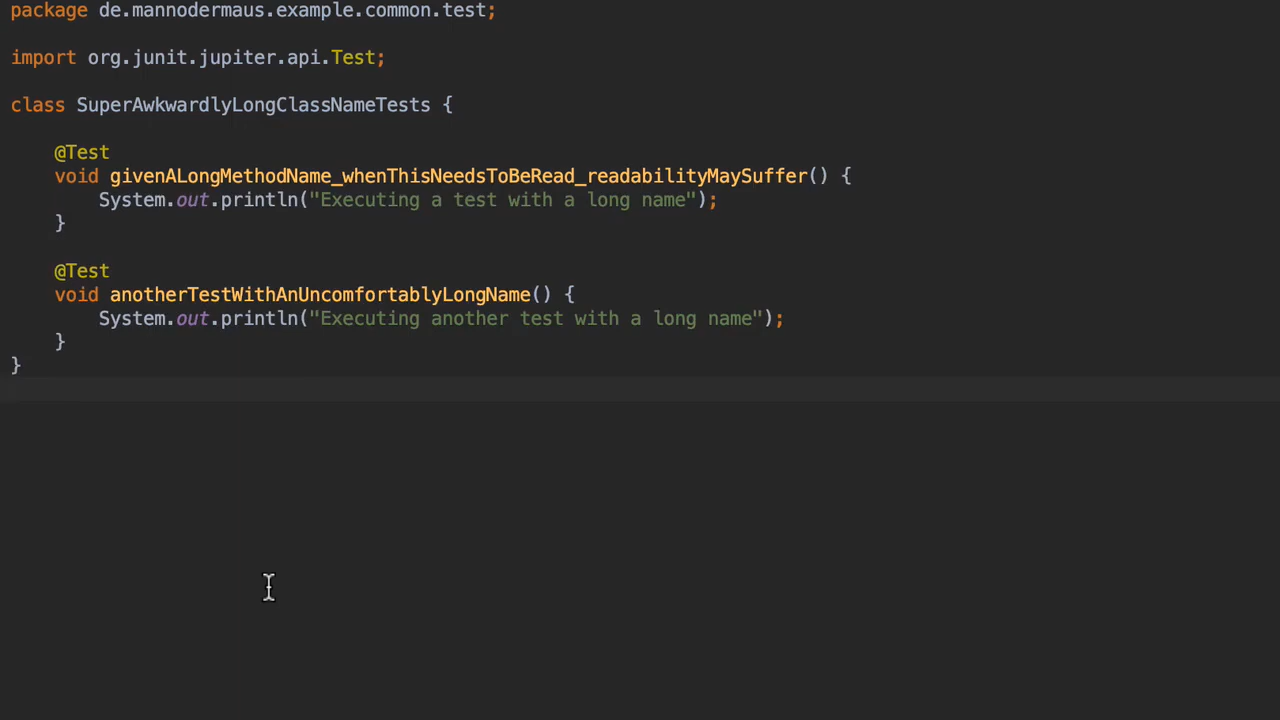 package de.mannodermaus.example.common.test;
import org.junit.jupiter.api.Test;
class SuperAwkwardlyLongClassNameTests {
@Test
void givenALongMethodName_whenThisNeedsToBeRead_readabilityMaySuffer() {
System.out.println("Executing a test with a long name");
}
@Test
void anotherTestWithAnUncomfortablyLongName() {
System.out.println("Executing another test with a long name");
}
}